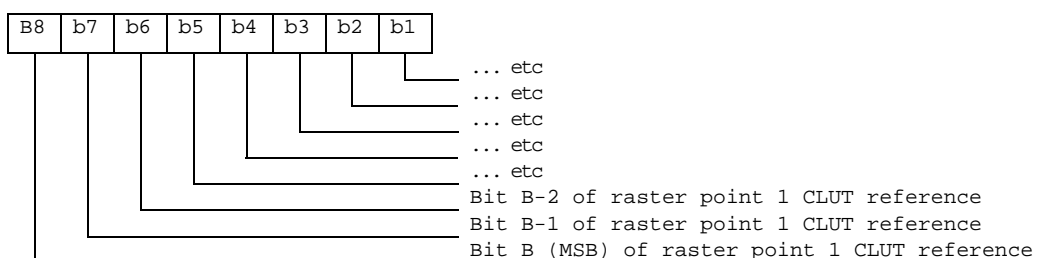 B8 b7 b6 b5 b4 b3 b2 b1
... etc
... etc
... etc
... etc
... etc
Bit B-2 of raster point 1 CLUT reference
Bit B-1 of raster point 1 CLUT reference
Bit B (MSB) of raster point 1 CLUT reference